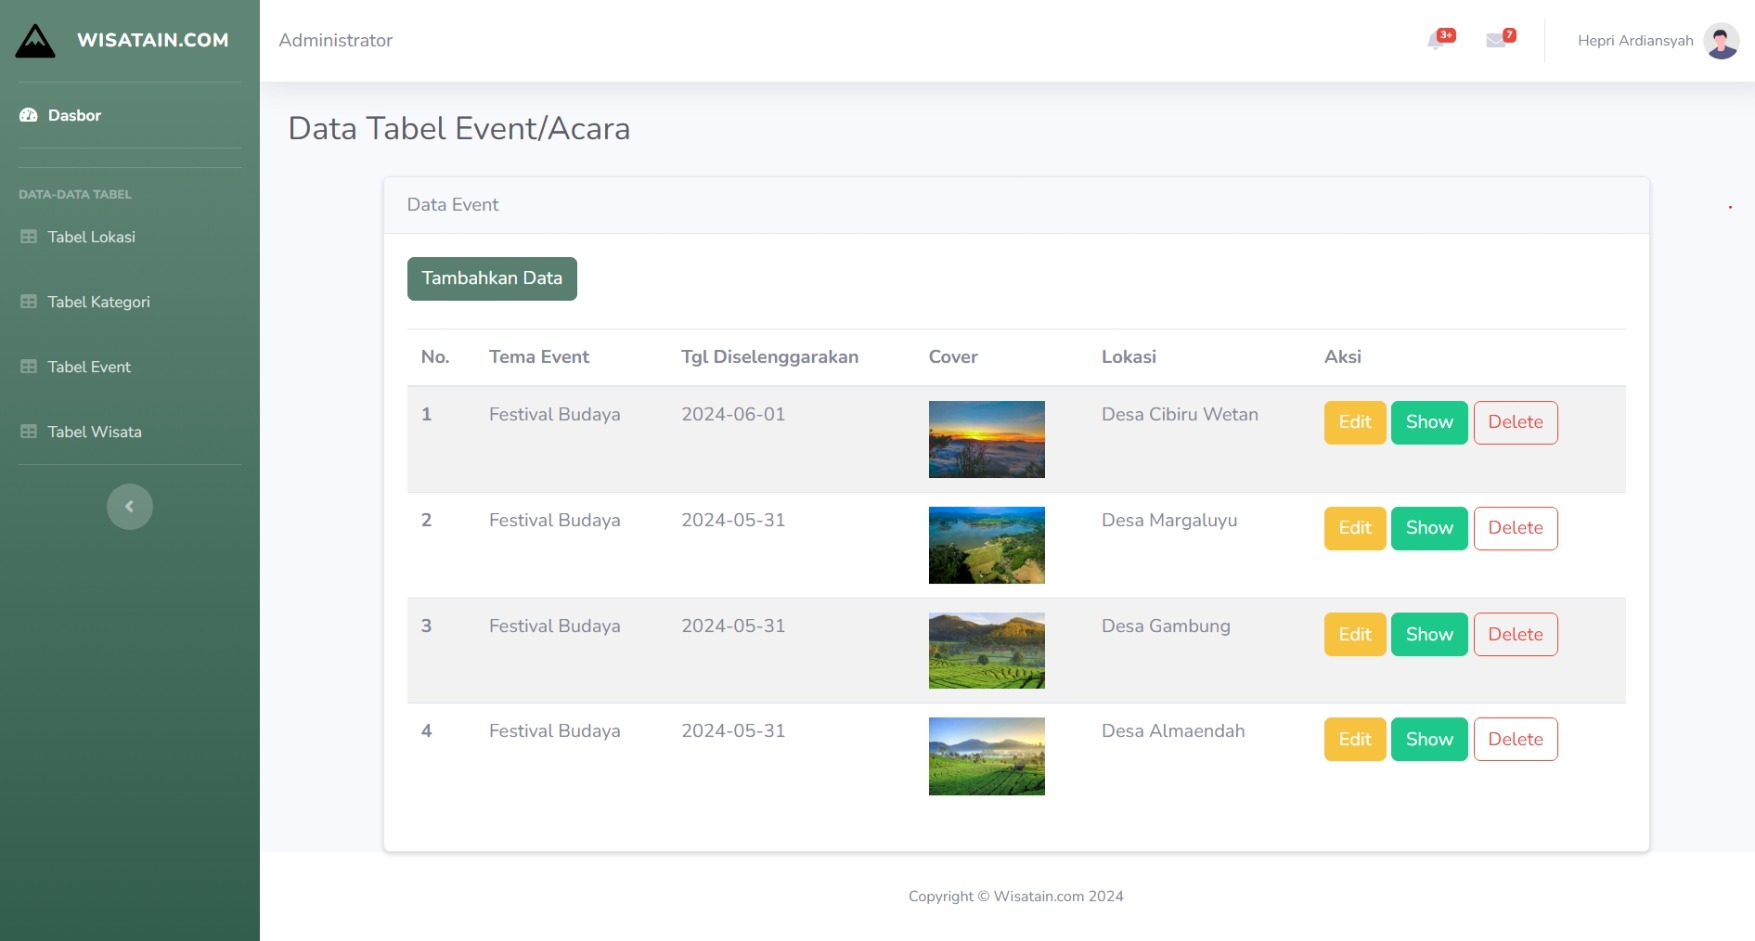 WISATAIN.COM
Administrator
3+
7
Hepri Ardiansyah
Dasbor
DATA-DATA TABEL
Tabel Lokasi
Tabel Kategori
Tabel Event
Tabel Wisata
Data Tabel Event/Acara
Data Event
Tambahkan Data
No. Tema Event Tgl Diselenggarakan Cover Lokasi Aksi
1 Festival Budaya 2024-06-01 Desa Cibiru Wetan Edit Show Delete
2 Festival Budaya 2024-05-31 Desa Margaluyu Edit Show Delete
3 Festival Budaya 2024-05-31 Desa Gambung Edit Show Delete
4 Festival Budaya 2024-05-31 Desa Almaendah Edit Show Delete
Copyright © Wisatain.com 2024